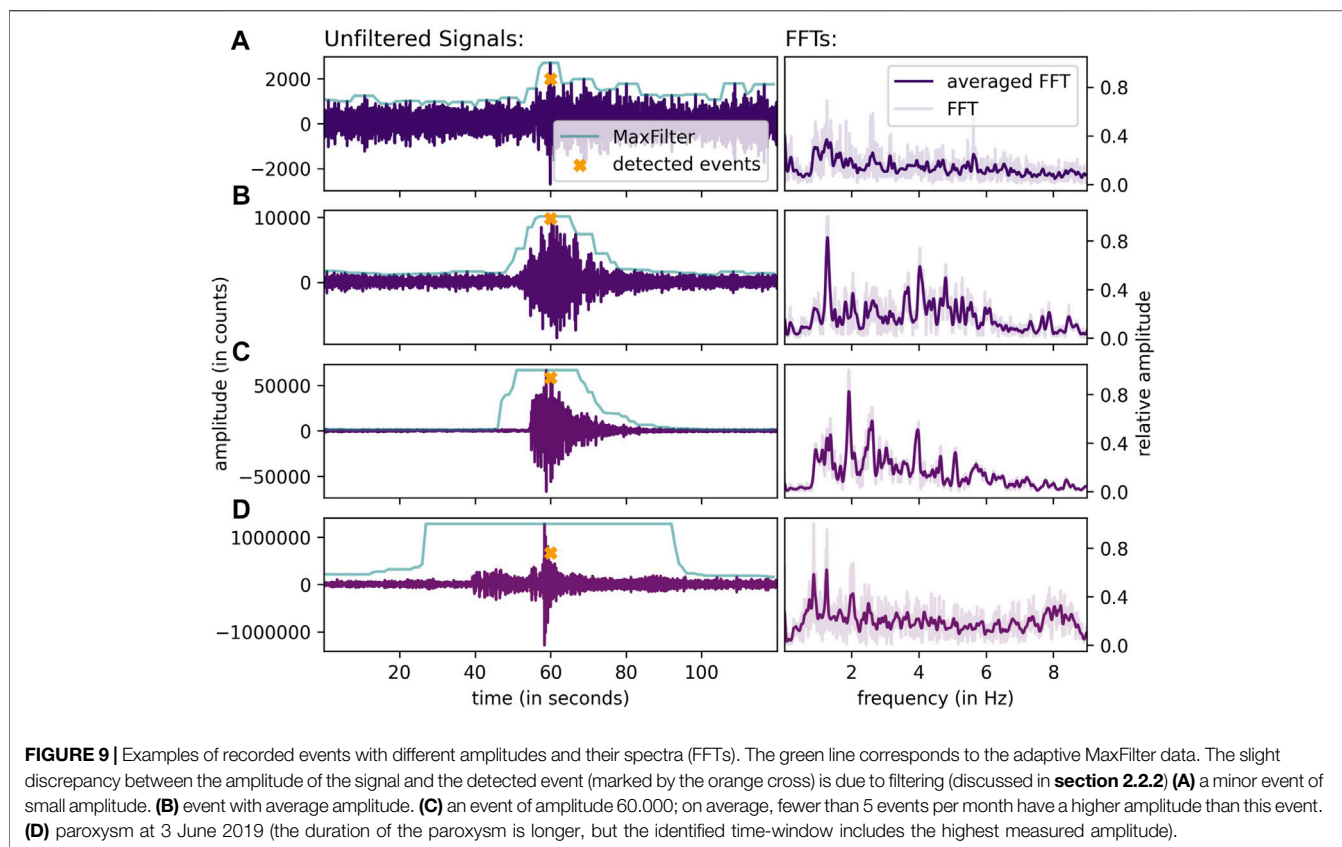 A
Unfiltered Signals:
FFTs:
2000
0
−2000
MaxFilter
detected events
averaged FFT
FFT
0.8
0.4
0.0
B
10000
0
0.8
0.4
0.0
C
50000
0
−50000
0.8
0.4
0.0
D
1000000
0
−1000000
0.8
0.4
0.0
amplitude (in counts)
relative amplitude
20
40
60
80
100
2
4
6
8
time (in seconds)
frequency (in Hz)
FIGURE 9 | Examples of recorded events with different amplitudes and their spectra (FFTs). The green line corresponds to the adaptive MaxFilter data. The slight
discrepancy between the amplitude of the signal and the detected event (marked by the orange cross) is due to filtering (discussed in section 2.2.2) (A) a minor event of
small amplitude. (B) event with average amplitude. (C) an event of amplitude 60.000; on average, fewer than 5 events per month have a higher amplitude than this event.
(D) paroxysm at 3 June 2019 (the duration of the paroxysm is longer, but the identified time-window includes the highest measured amplitude).